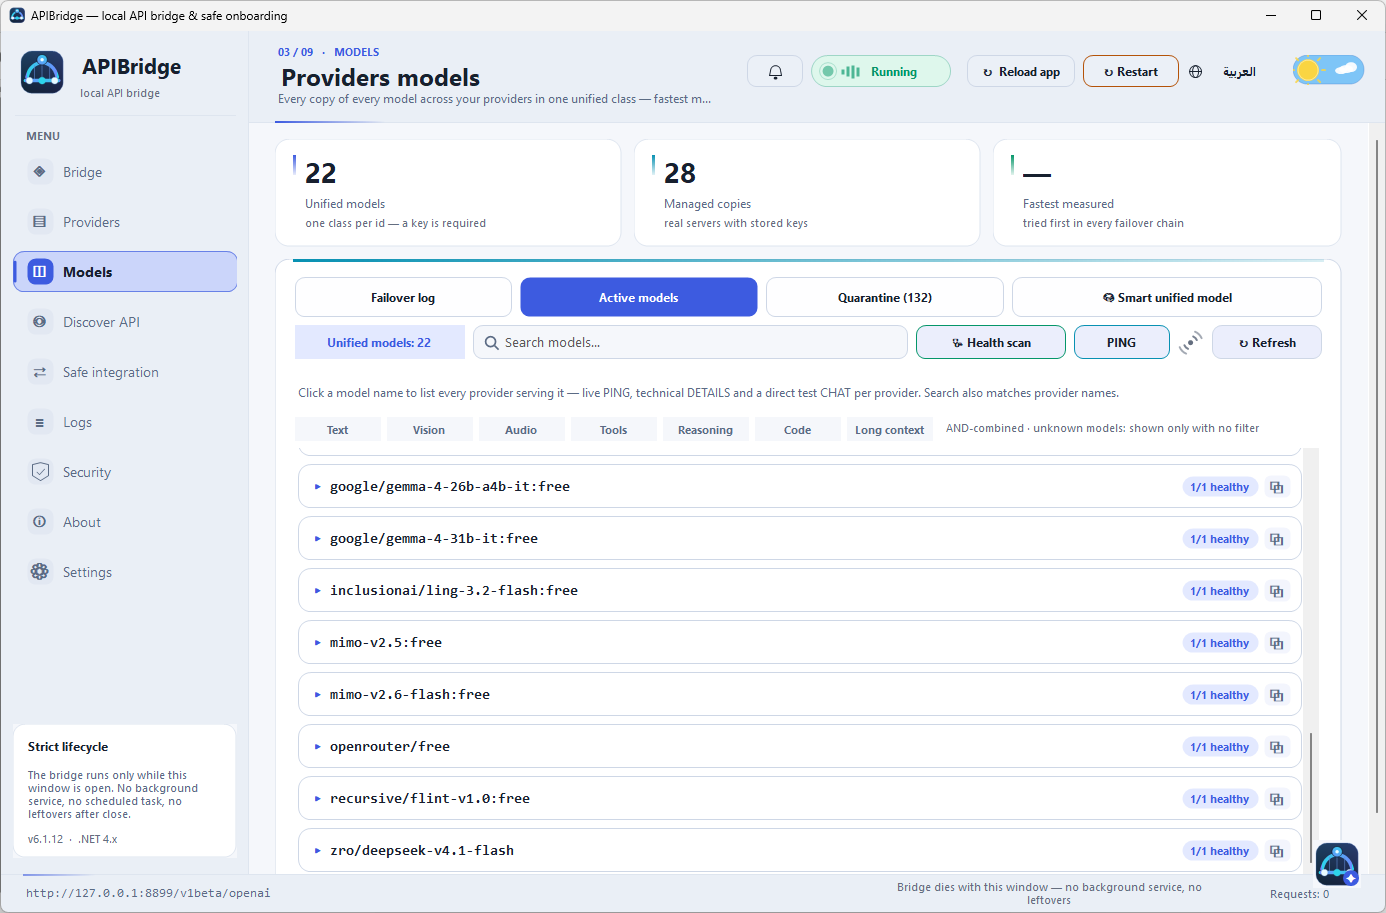 APIBridge — local API bridge & safe onboarding
APIBridge
local API bridge
MENU
Bridge
Providers
Models
Discover API
Safe integration
Logs
Security
About
Settings
Strict lifecycle
The bridge runs only while this
window is open. No background
service, no scheduled task, no
leftovers after close.
v6.1.12 · .NET 4.x
03 / 09 · MODELS
Providers models
Every copy of every model across your providers in one unified class — fastest m...
Running
↻ Reload app
↻ Restart
العربية
22
Unified models
one class per id — a key is required
28
Managed copies
real servers with stored keys
—
Fastest measured
tried first in every failover chain
Failover log
Active models
Quarantine (132)
Smart unified model
Unified models: 22
Search models...
Health scan
PING
↻ Refresh
Click a model name to list every provider serving it — live PING, technical DETAILS and a direct test CHAT per provider. Search also matches provider names.
Text
Vision
Audio
Tools
Reasoning
Code
Long context
AND-combined · unknown models: shown only with no filter
google/gemma-4-26b-a4b-it:free 1/1 healthy
google/gemma-4-31b-it:free 1/1 healthy
inclusionai/ling-3.2-flash:free 1/1 healthy
mimo-v2.5:free 1/1 healthy
mimo-v2.6-flash:free 1/1 healthy
openrouter/free 1/1 healthy
recursive/flint-v1.0:free 1/1 healthy
zro/deepseek-v4.1-flash 1/1 healthy
http://127.0.0.1:8899/v1beta/openai
Bridge dies with this window — no background service, no
leftovers
Requests: 0